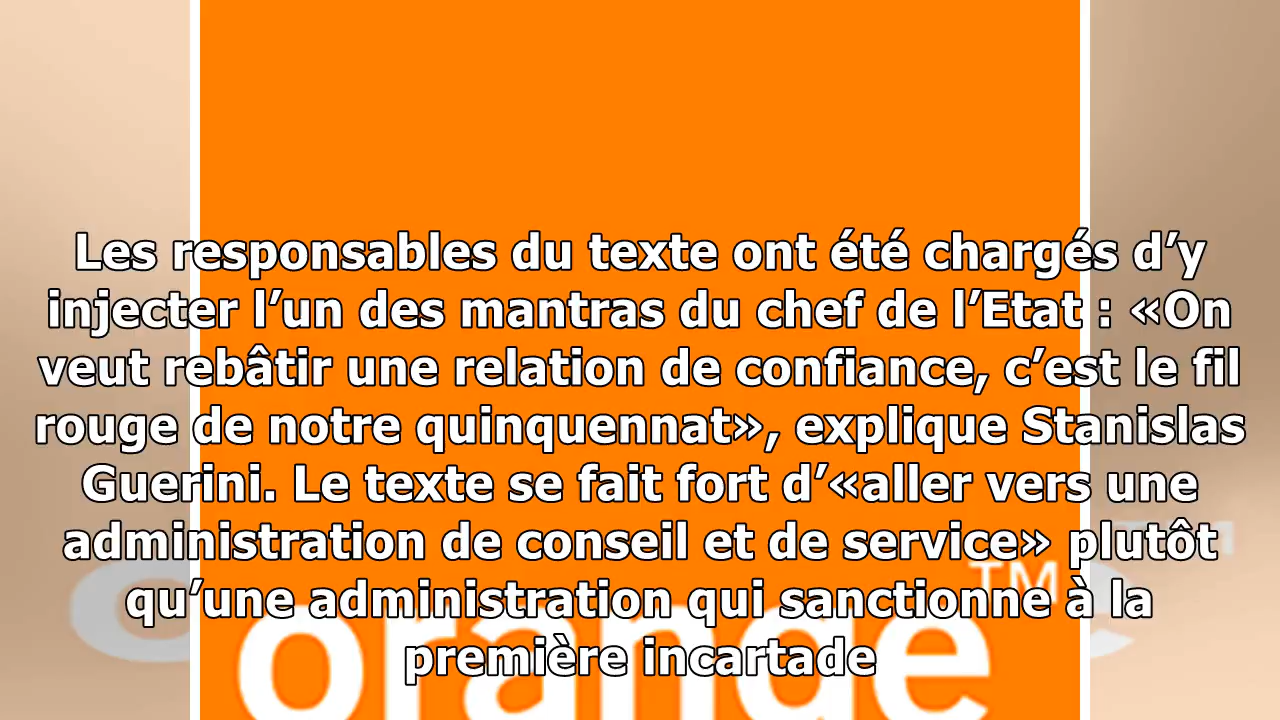 Les responsables du texte ont été chargés d’y
injecter l’un des mantras du chef de l’Etat : «On
veut rebâtir une relation de confiance, c’est le fil
rouge de notre quinquennat», explique Stanislas
Guerini. Le texte se fait fort d’«aller vers une
administration de conseil et de service» plutôt
qu’une administration qui sanctionne à la
première incartade
orange™